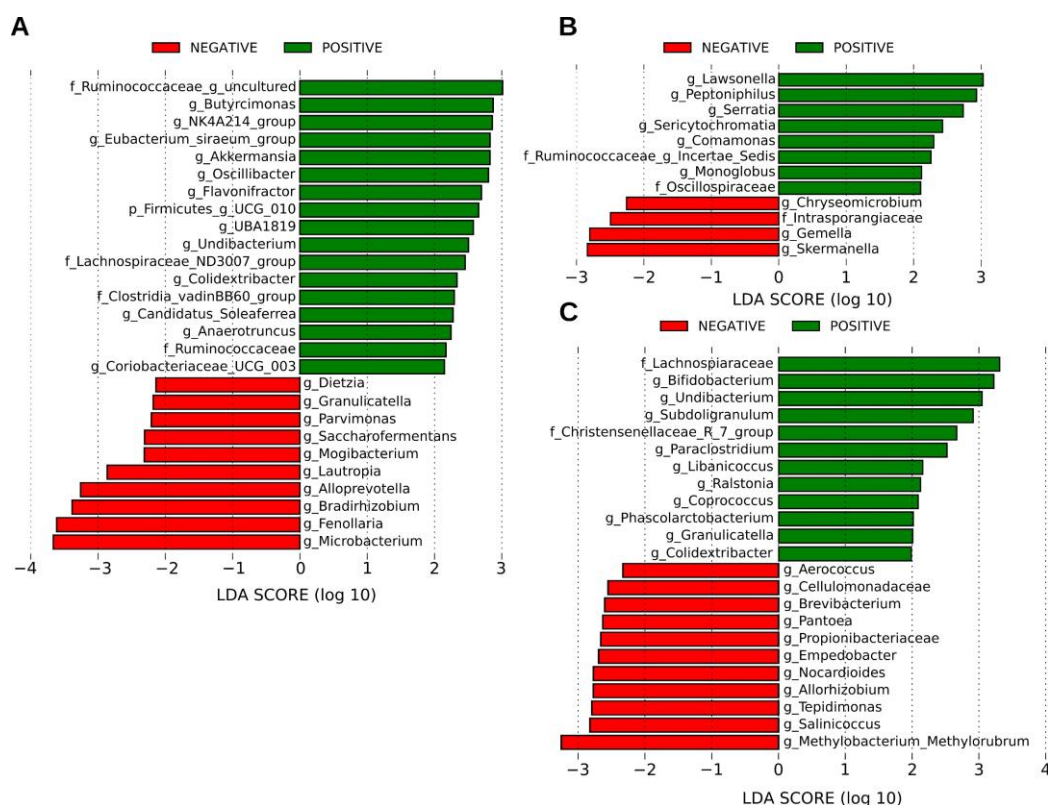 A
NEGATIVE POSITIVE
f_Ruminococcaceae_g_uncultured
g_Butyrcimonas
g_NK4A214_group
g_Eubacterium_siraeum_group
g_Akkermansia
g_Oscillibacter
g_Flavonifractor
p_Firmicutes_g_UCG_010
g_UBA1819
g_Undibacterium
f_Lachnospiraceae_ND3007_group
g_Colidextribacter
f_Clostridia_vadinBB60_group
g_Candidatus_Soleaferrea
g_Anaerotruncus
f_Ruminococcaceae
g_Coriobacteriaceae_UCG_003
g_Dietzia
g_Granulicatella
g_Parvimonas
g_Saccharofermentans
g_Mogibacterium
g_Lautropia
g_Alloprevotella
g_Bradirhizobium
g_Fenollaria
g_Microbacterium
−4 −3 −2 −1 0 1 2 3
LDA SCORE (log 10)
B
NEGATIVE POSITIVE
g_Lawsonella
g_Peptoniphilus
g_Serratia
g_Sericytochromatia
g_Comamonas
f_Ruminococcaceae_g_Incertae_Sedis
g_Monoglobus
f_Oscillospiraceae
g_Chryseomicrobium
f_Intrasporangiaceae
g_Gemella
g_Skermanella
−3 −2 −1 0 1 2 3
LDA SCORE (log 10)
C
NEGATIVE POSITIVE
f_Lachnospiaraceae
g_Bifidobacterium
g_Undibacterium
g_Subdoligranulum
f_Christensenellaceae_R_7_group
g_Paraclostridium
g_Libanicoccus
g_Ralstonia
g_Coprococcus
g_Phascolarctobacterium
g_Granulicatella
g_Colidextribacter
g_Aerococcus
g_Cellulomonadaceae
g_Brevibacterium
g_Pantoea
g_Propionibacteriaceae
g_Empedobacter
g_Nocardioides
g_Allorhizobium
g_Tepidimonas
g_Salinicoccus
g_Methylobacterium_Methylorubrum
−3 −2 −1 0 1 2 3 4
LDA SCORE (log 10)